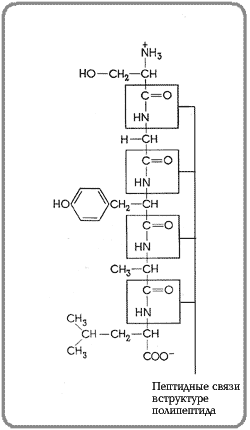 +
NH₃
HO—CH₂—CH
C=O
HN
H—CH
C=O
HN
HO CH₂—CH
C=O
HN
CH₃—CH
C=O
HN
CH₃
CH—CH₂—CH
CH₃
COO⁻
Пептидные связи
вструктуре
полипептида